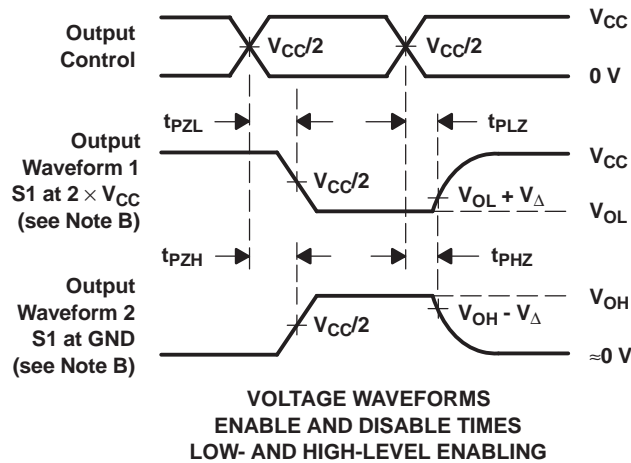 Output
Control
V_CC/2
V_CC/2
V_CC
0 V
t_PZL
t_PLZ
Output
Waveform 1
S1 at 2 × V_CC
(see Note B)
V_CC/2
V_OL + V_Δ
V_CC
V_OL
t_PZH
t_PHZ
Output
Waveform 2
S1 at GND
(see Note B)
V_CC/2
V_OH - V_Δ
V_OH
≈0 V
VOLTAGE WAVEFORMS
ENABLE AND DISABLE TIMES
LOW- AND HIGH-LEVEL ENABLING